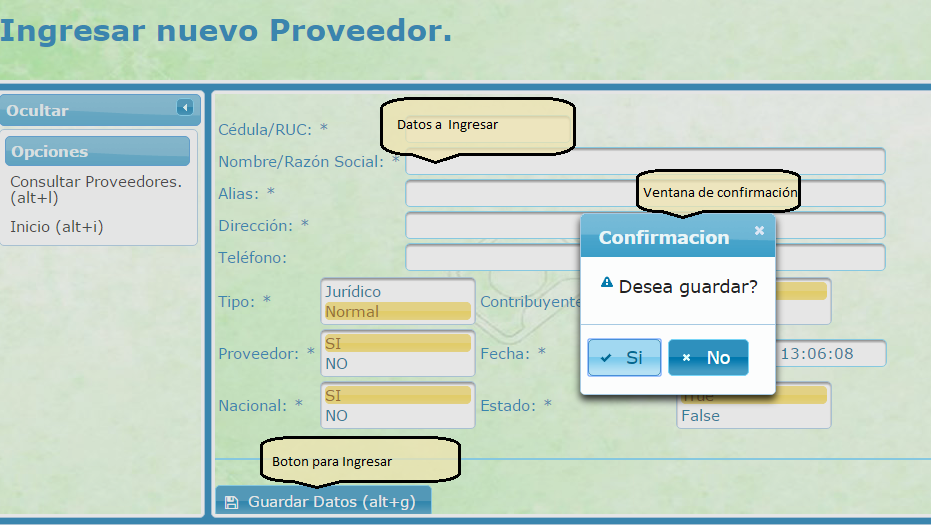 Ingresar nuevo Proveedor.
Ocultar
Opciones
Consultar Proveedores.
(alt+l)
Inicio (alt+i)
Datos a Ingresar
Cédula/RUC: *
Nombre/Razón Social: *
Ventana de confirmación
Alias: *
Dirección: *
Teléfono:
Confirmacion
Desea guardar?
Si
No
Tipo: *
Jurídico
Normal
Contribuyente
Proveedor: *
SI
NO
Fecha: *
13:06:08
Nacional: *
SI
NO
Estado: *
True
False
Boton para Ingresar
Guardar Datos (alt+g)